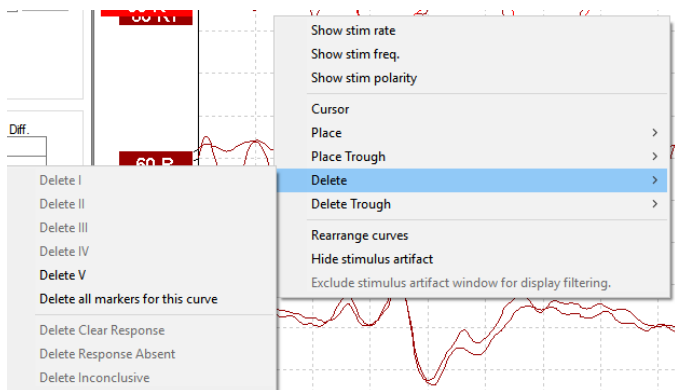 Show stim rate
Show stim freq.
Show stim polarity
Cursor
Place
Place Trough
Delete
Delete Trough
Rearrange curves
Hide stimulus artifact
Exclude stimulus artifact window for display filtering.
Diff.
Delete I
Delete II
Delete III
Delete IV
Delete V
Delete all markers for this curve
Delete Clear Response
Delete Response Absent
Delete Inconclusive